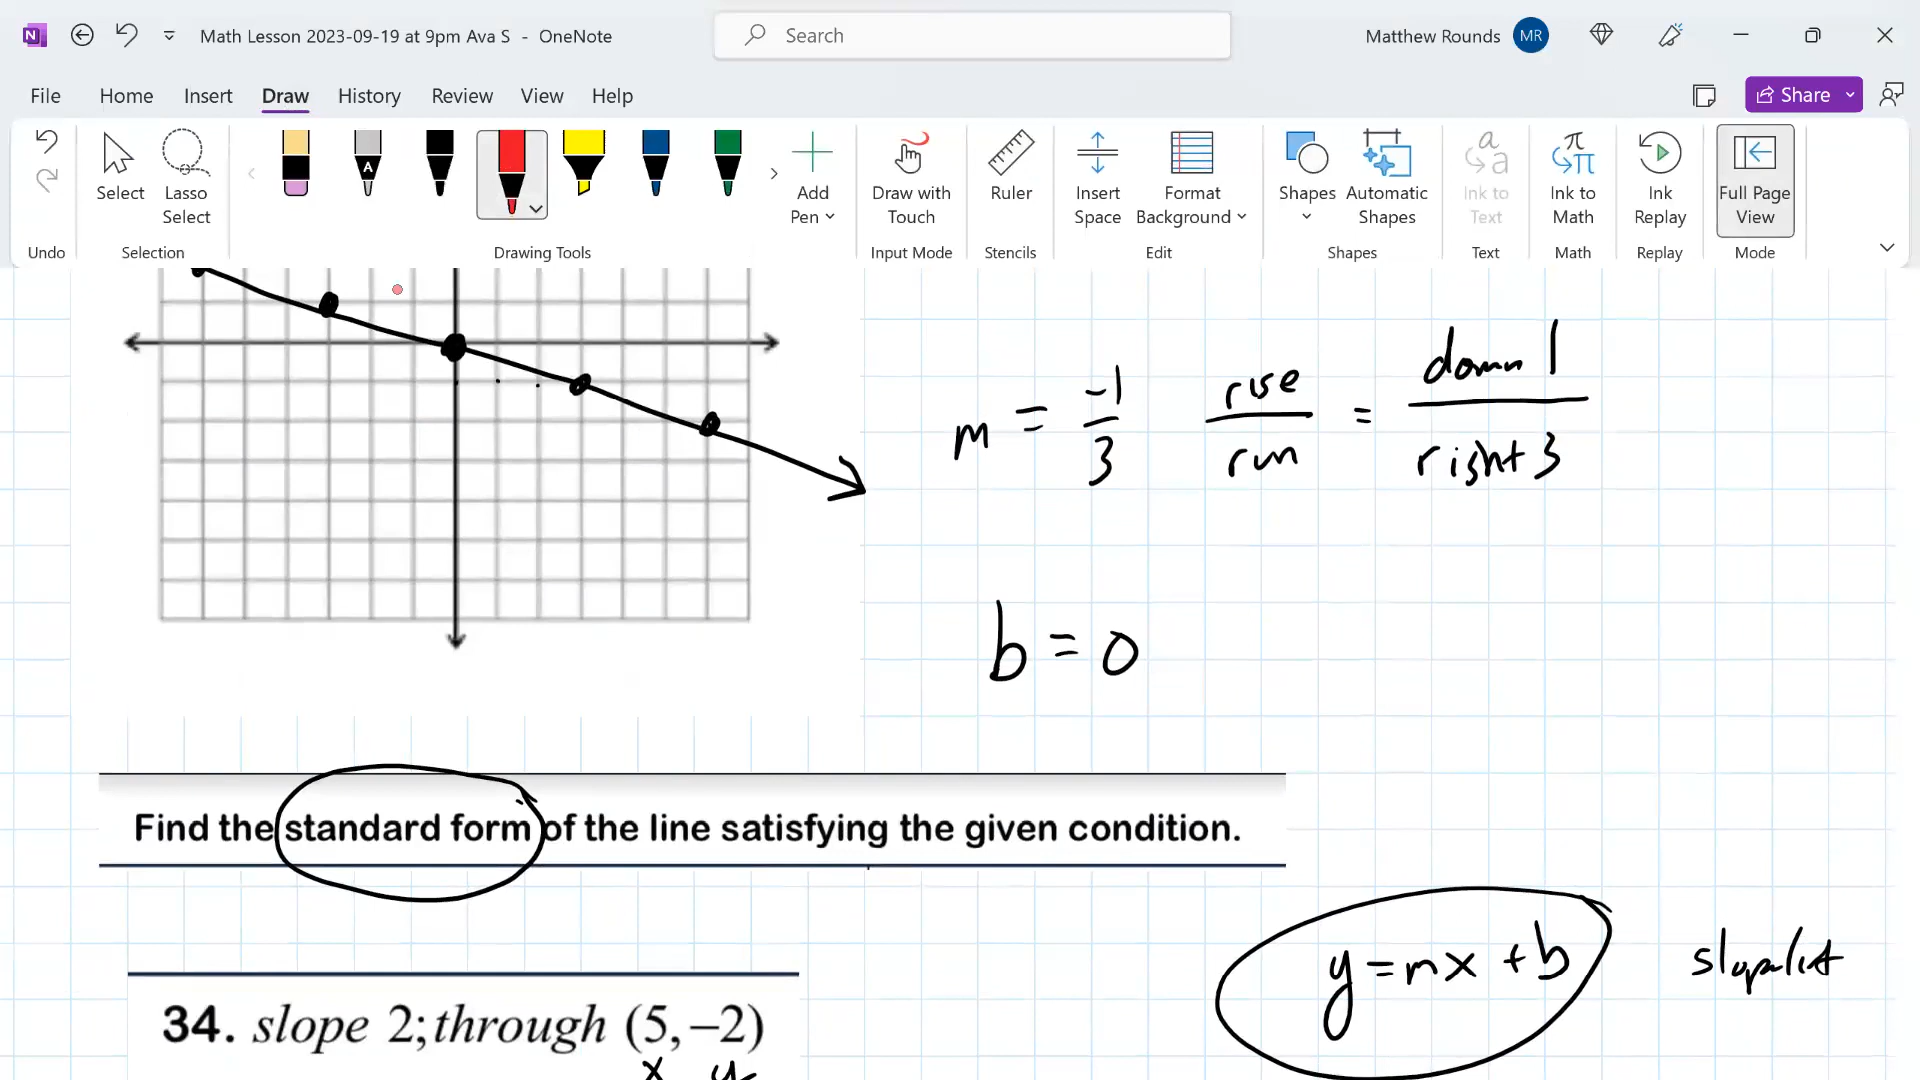 Math Lesson 2023-09-19 at 9pm Ava S - OneNote
Search
Matthew Rounds MR
File Home Insert Draw History Review View Help
Share
Select
Lasso Select
A
Add Pen
Draw with Touch
Ruler
Insert Space
Format Background
Shapes
Automatic Shapes
a
a
Ink to Text
π
π
Ink to Math
Ink Replay
Full Page View
Undo Selection Drawing Tools Input Mode Stencils Edit Shapes Text Math Replay Mode
m = -1/3 rise/run = down 1/right 3
b = 0
Find the standard form of the line satisfying the given condition.
y = mx + b
34. slope 2; through (5, –2)
x y